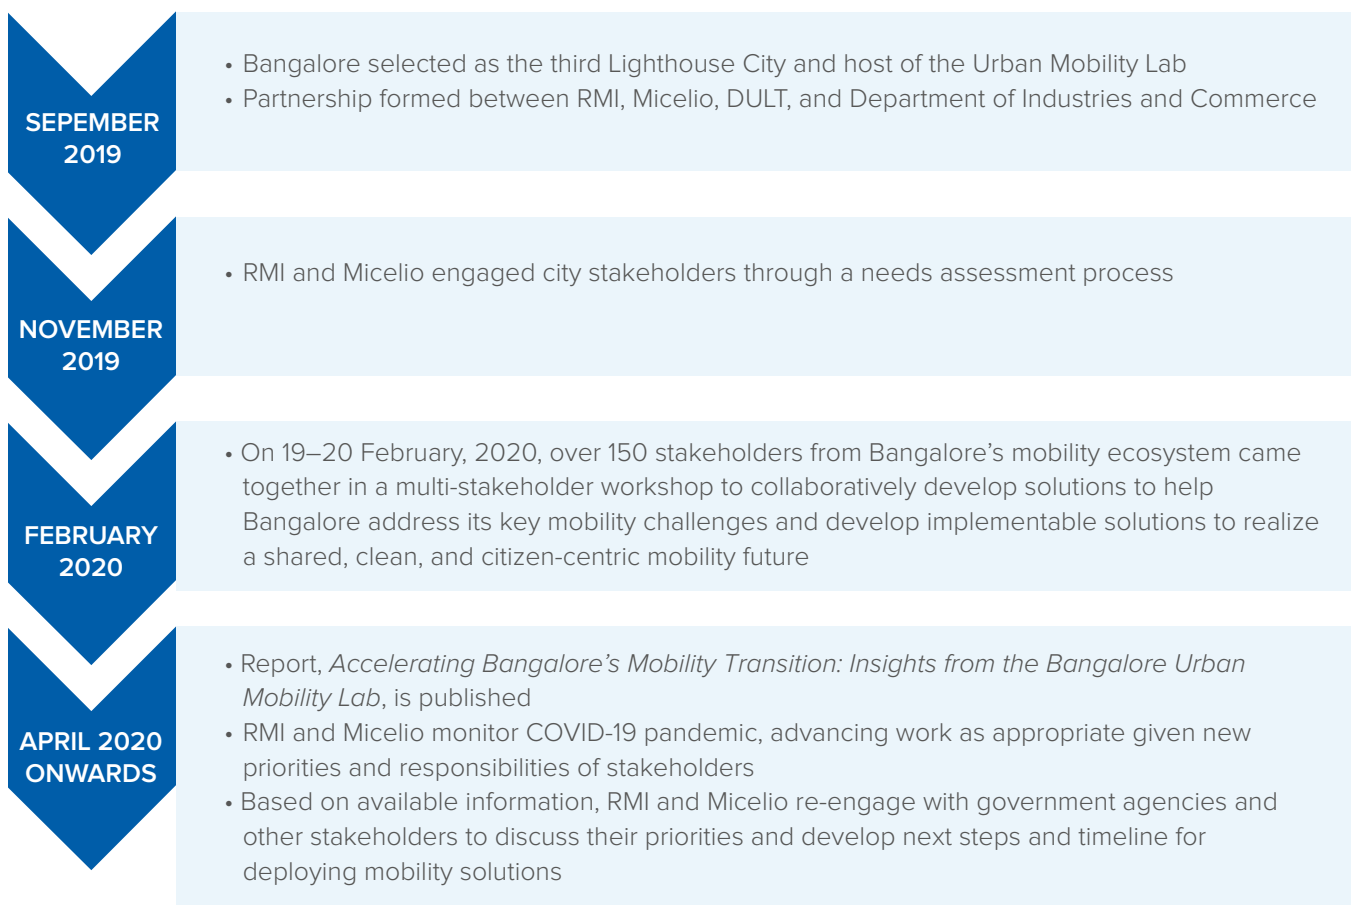 SEPEMBER
2019
• Bangalore selected as the third Lighthouse City and host of the Urban Mobility Lab
• Partnership formed between RMI, Micelio, DULT, and Department of Industries and Commerce
NOVEMBER
2019
• RMI and Micelio engaged city stakeholders through a needs assessment process
FEBRUARY
2020
• On 19–20 February, 2020, over 150 stakeholders from Bangalore’s mobility ecosystem came
together in a multi-stakeholder workshop to collaboratively develop solutions to help
Bangalore address its key mobility challenges and develop implementable solutions to realize
a shared, clean, and citizen-centric mobility future
APRIL 2020
ONWARDS
• Report, Accelerating Bangalore’s Mobility Transition: Insights from the Bangalore Urban
Mobility Lab, is published
• RMI and Micelio monitor COVID-19 pandemic, advancing work as appropriate given new
priorities and responsibilities of stakeholders
• Based on available information, RMI and Micelio re-engage with government agencies and
other stakeholders to discuss their priorities and develop next steps and timeline for
deploying mobility solutions